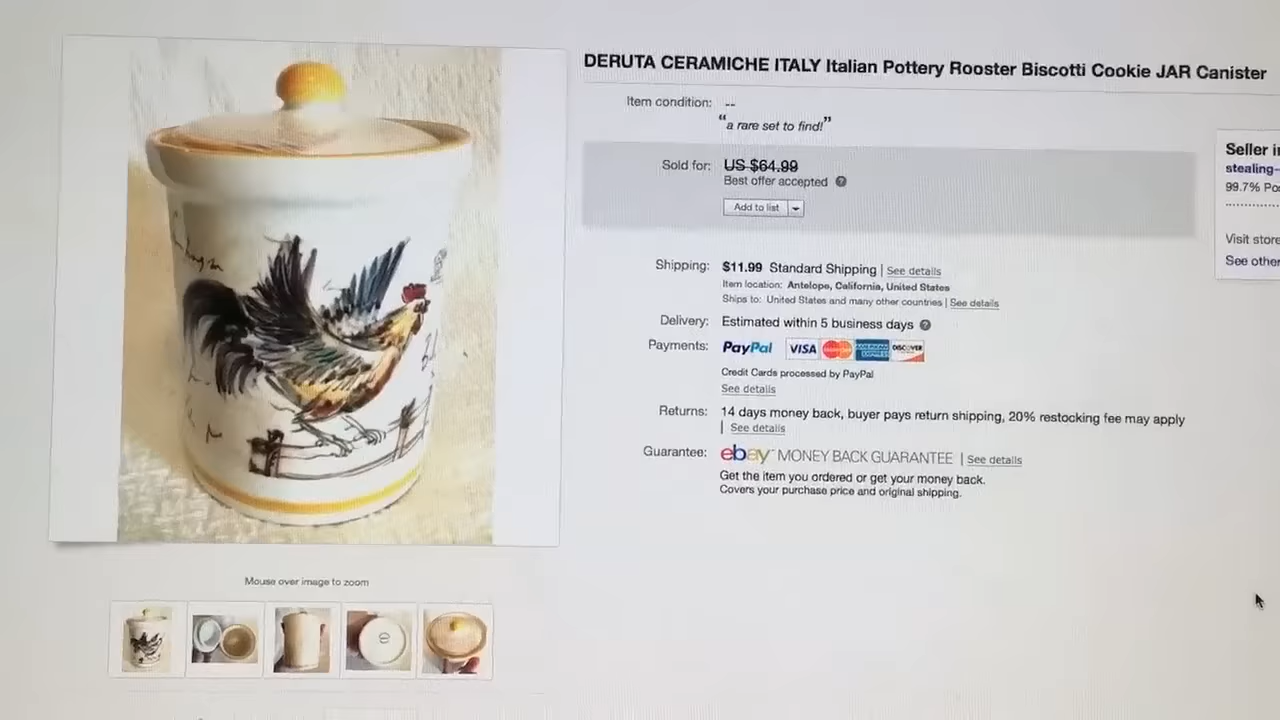 DERUTA CERAMICHE ITALY Italian Pottery Rooster Biscotti Cookie JAR Canister
Item condition: --
“a rare set to find!”
Sold for: US $64.99
Best offer accepted ?
Add to list
Shipping: $11.99 Standard Shipping | See details
Item location: Antelope, California, United States
Ships to: United States and many other countries | See details
Delivery: Estimated within 5 business days ?
Payments: PayPal VISA MasterCard AMERICAN EXPRESS DISCOVER
Credit Cards processed by PayPal
See details
Returns: 14 days money back, buyer pays return shipping, 20% restocking fee may apply
| See details
Guarantee: ebay MONEY BACK GUARANTEE | See details
Get the item you ordered or get your money back.
Covers your purchase price and original shipping.
Seller i
stealing-
99.7% Po
Visit store
See other
Mouse over image to zoom